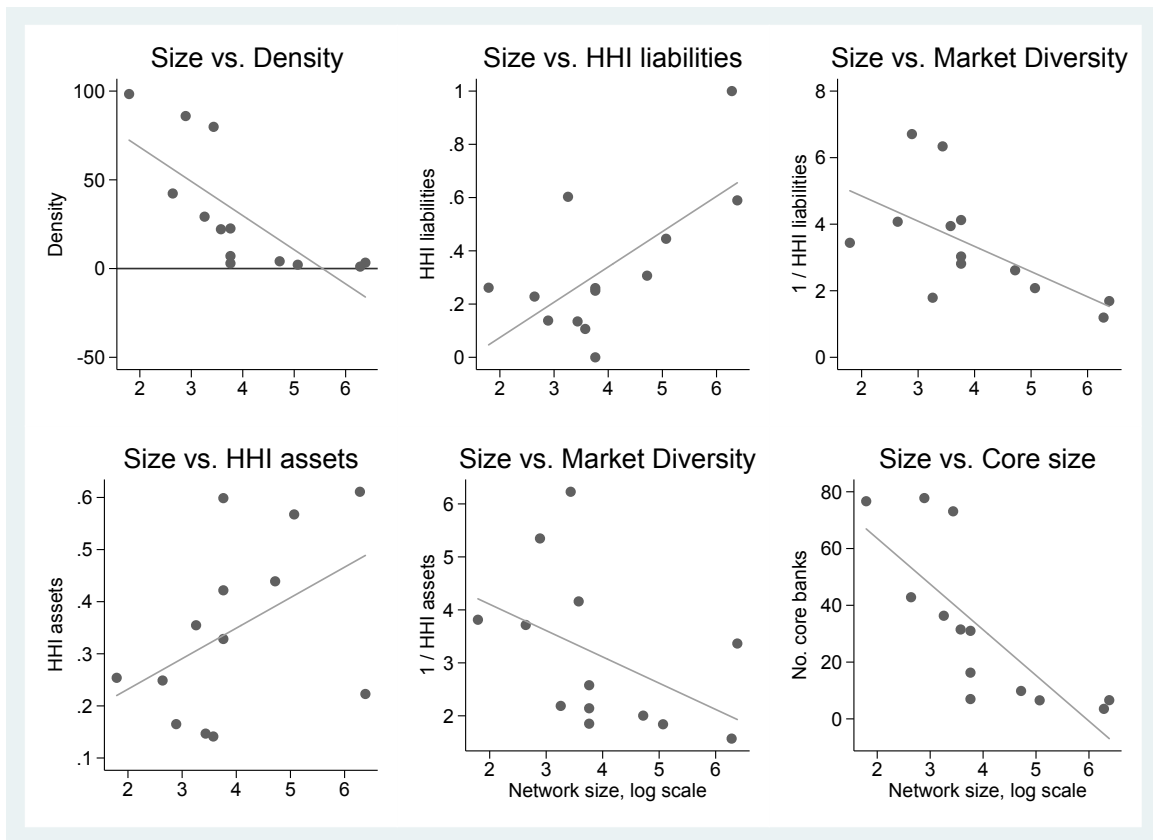 Size vs. Density
Density
100
50
0
-50
2 3 4 5 6
Size vs. HHI liabilities
HHI liabilities
1
.8
.6
.4
.2
0
2 3 4 5 6
Size vs. Market Diversity
1 / HHI liabilities
8
6
4
2
0
2 3 4 5 6
Size vs. HHI assets
HHI assets
.6
.5
.4
.3
.2
.1
2 3 4 5 6
Size vs. Market Diversity
1 / HHI assets
6
5
4
3
2
2 3 4 5 6
Network size, log scale
Size vs. Core size
No. core banks
80
60
40
20
0
2 3 4 5 6
Network size, log scale